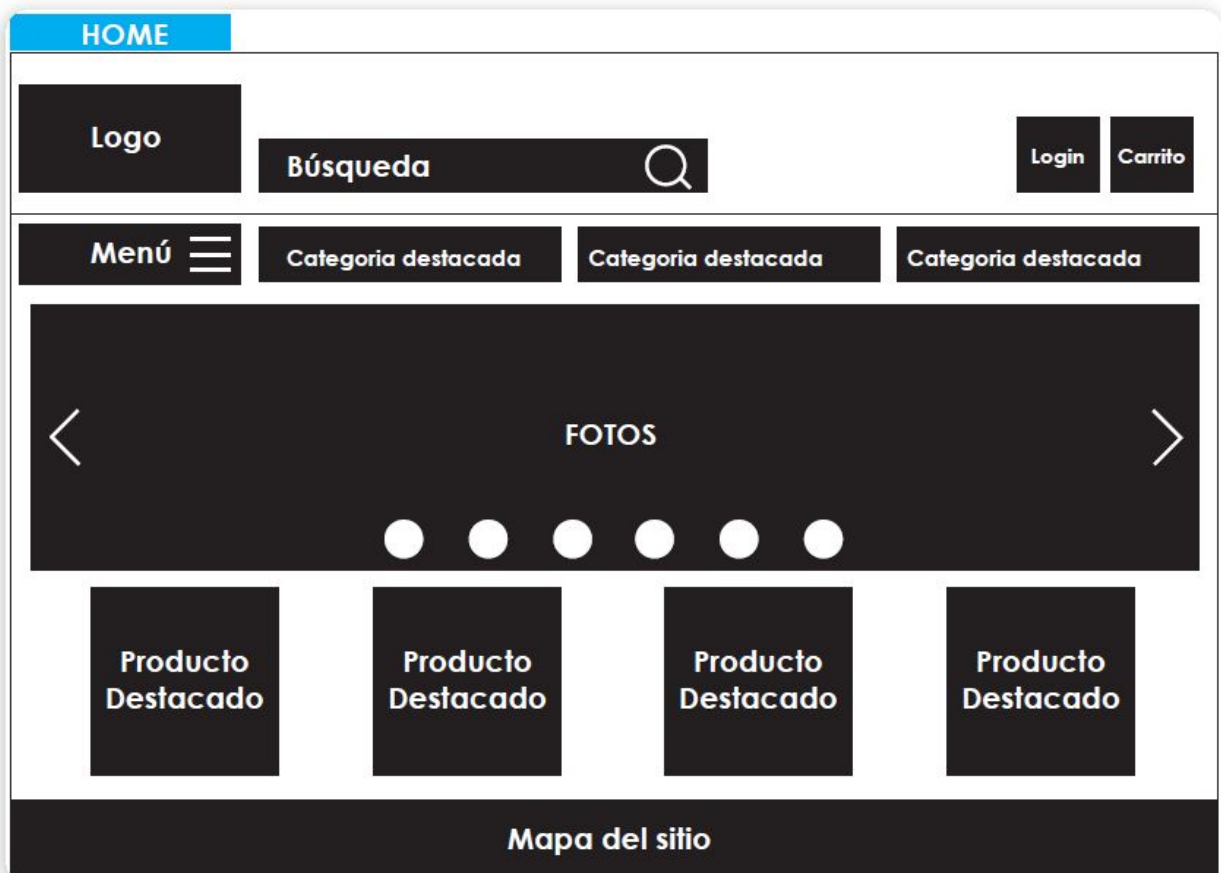 HOME
Logo
Búsqueda
Login
Carrito
Menú
Categoria destacada
Categoria destacada
Categoria destacada
FOTOS
Producto
Destacado
Producto
Destacado
Producto
Destacado
Producto
Destacado
Mapa del sitio